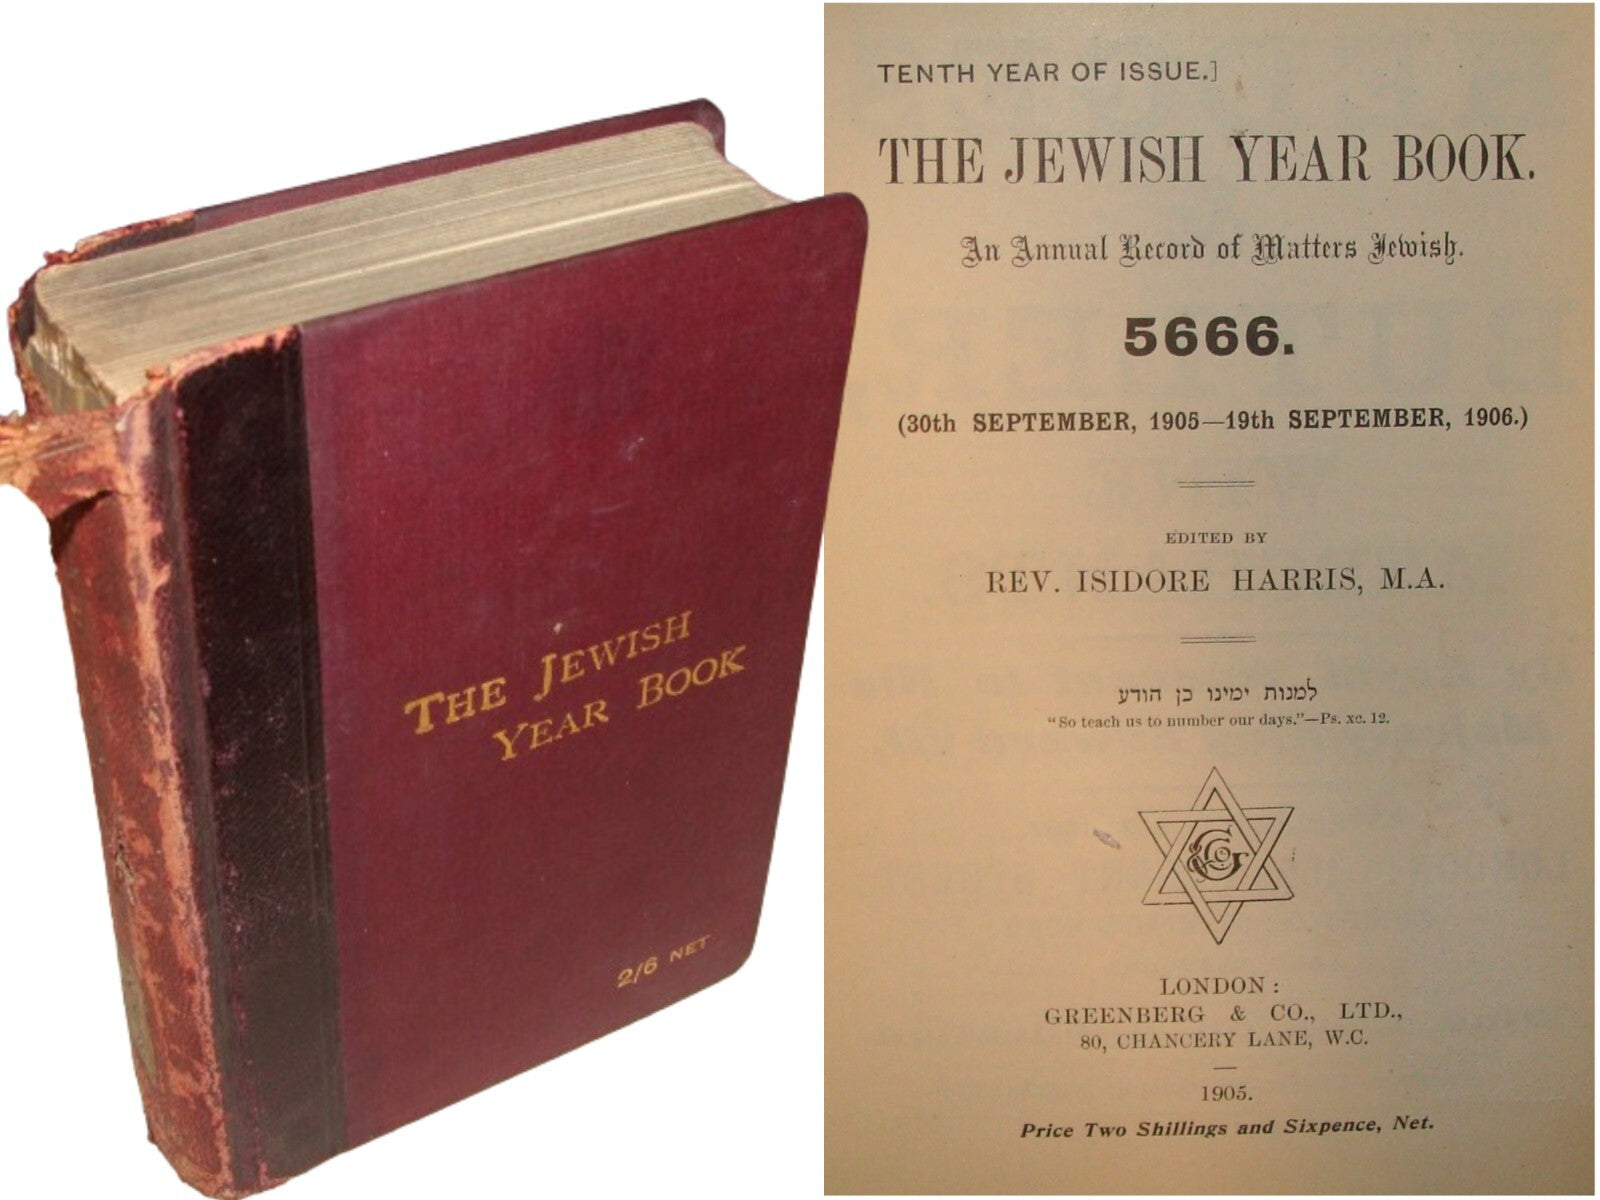 THE JEWISH
YEAR BOOK
2/6 NET
TENTH YEAR OF ISSUE.]
THE JEWISH YEAR BOOK.
An Annual Record of Matters Jewish.
5666.
(30th SEPTEMBER, 1905—19th SEPTEMBER, 1906.)
EDITED BY
REV. ISIDORE HARRIS, M.A.
למנות ימינו כן הודע
"So teach us to number our days."—Ps. xc. 12.
G & Co
LONDON :
GREENBERG & CO., LTD.,
80, CHANCERY LANE, W.C.
1905.
Price Two Shillings and Sixpence, Net.